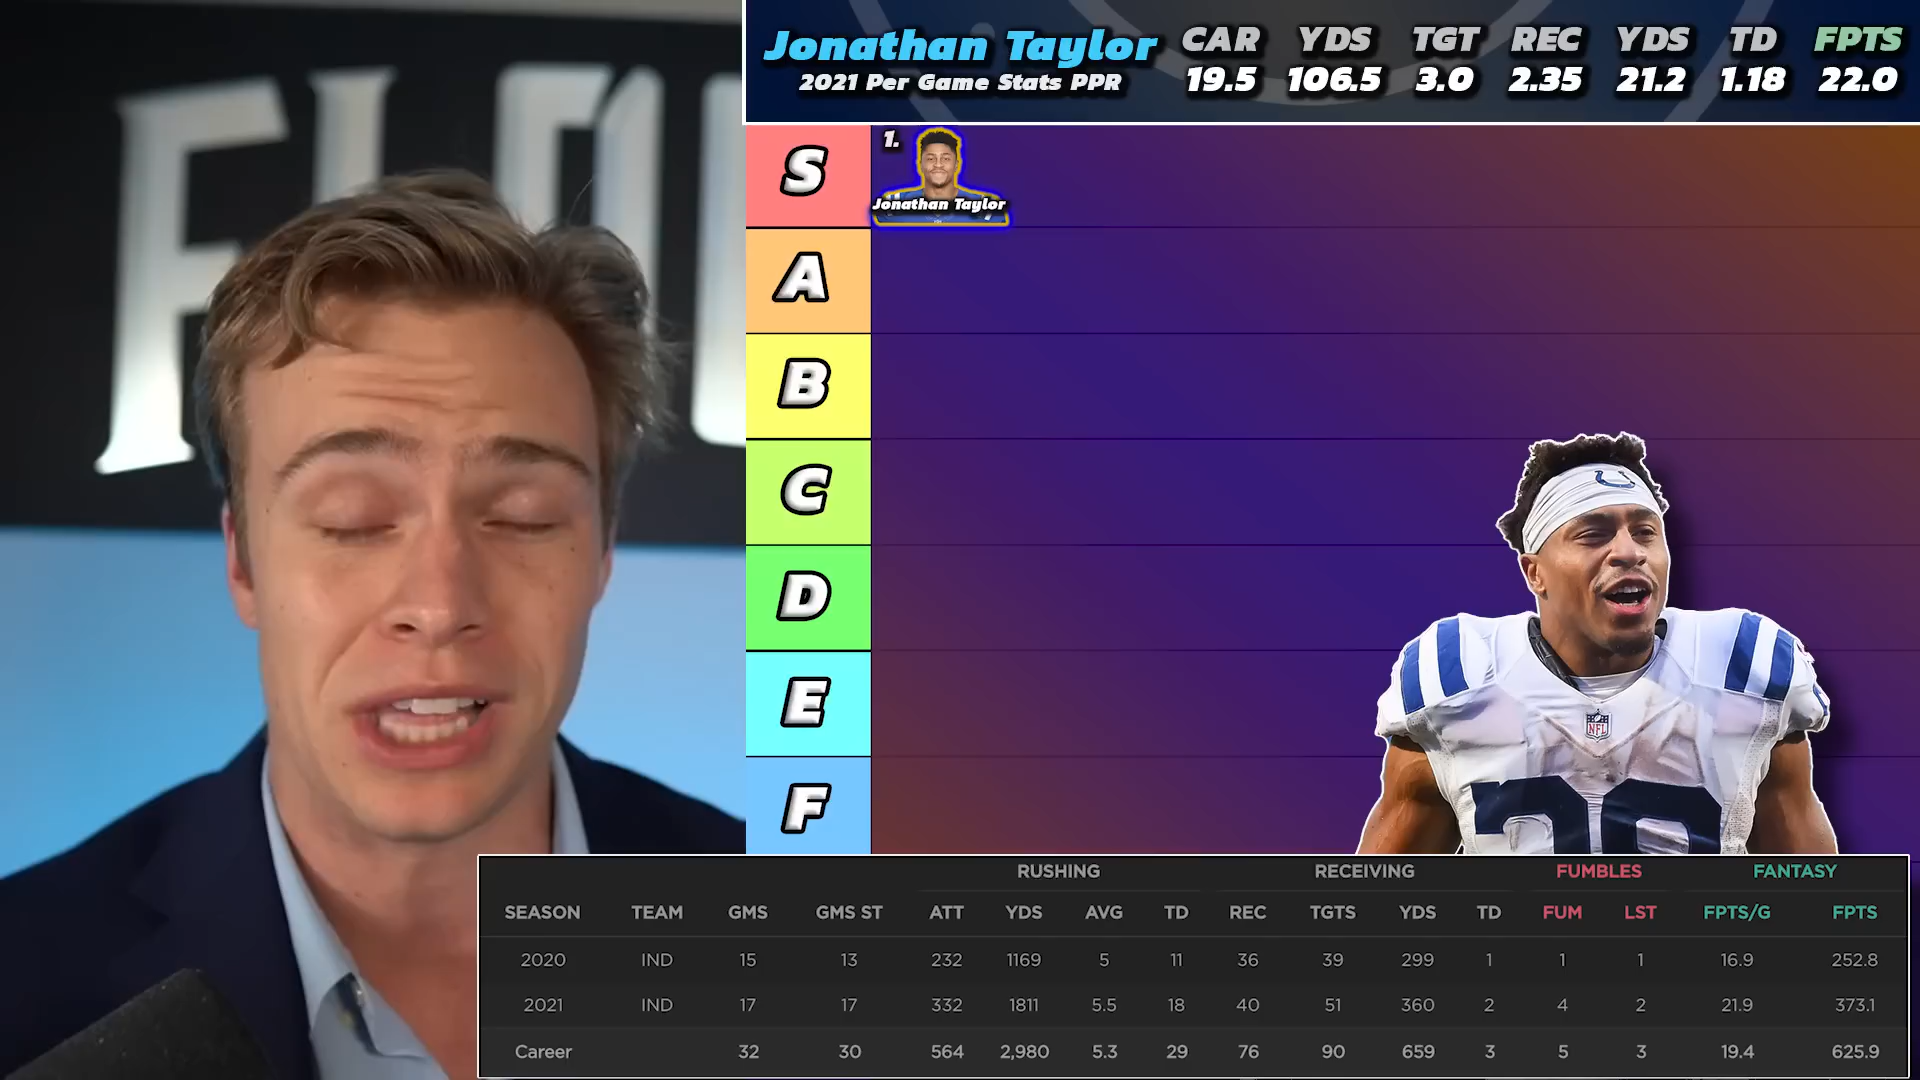 Jonathan Taylor
2021 Per Game Stats PPR
CAR YDS TGT REC YDS TD FPTS
19.5 106.5 3.0 2.35 21.2 1.18 22.0
S
1.
Jonathan Taylor
A
B
C
D
E
F
NFL
RUSHING RECEIVING FUMBLES FANTASY
SEASON TEAM GMS GMS ST ATT YDS AVG TD REC TGTS YDS TD FUM LST FPTS/G FPTS
2020 IND 15 13 232 1169 5 11 36 39 299 1 1 1 16.9 252.8
2021 IND 17 17 332 1811 5.5 18 40 51 360 2 4 2 21.9 373.1
Career 32 30 564 2,980 5.3 29 76 90 659 3 5 3 19.4 625.9